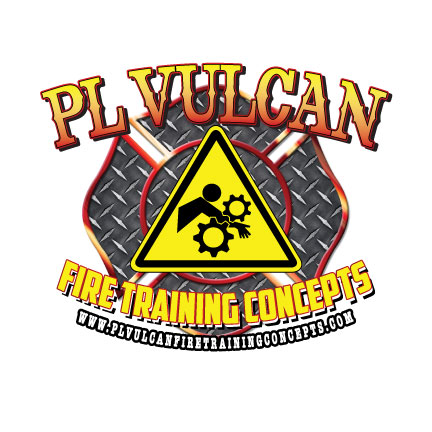 PL VULCAN
FIRE TRAINING CONCEPTS
WWW.PLVULCANFIRETRAININGCONCEPTS.COM